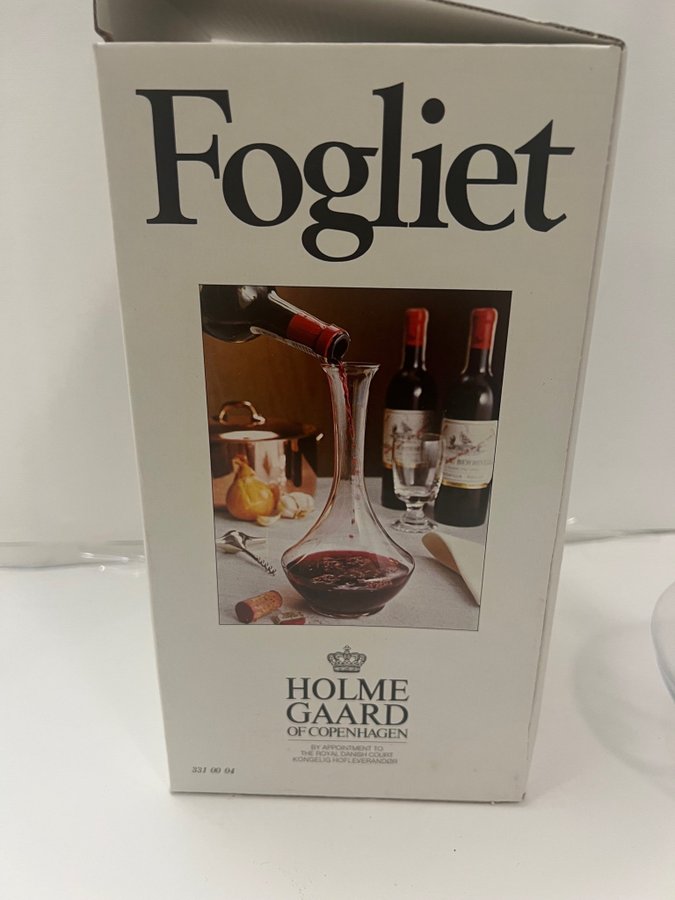 Fogliet
HOLME
GAARD
OF COPENHAGEN
BY APPOINTMENT TO
THE ROYAL DANISH COURT
KONGELIG HOFLEVERANDØR
331 00 04